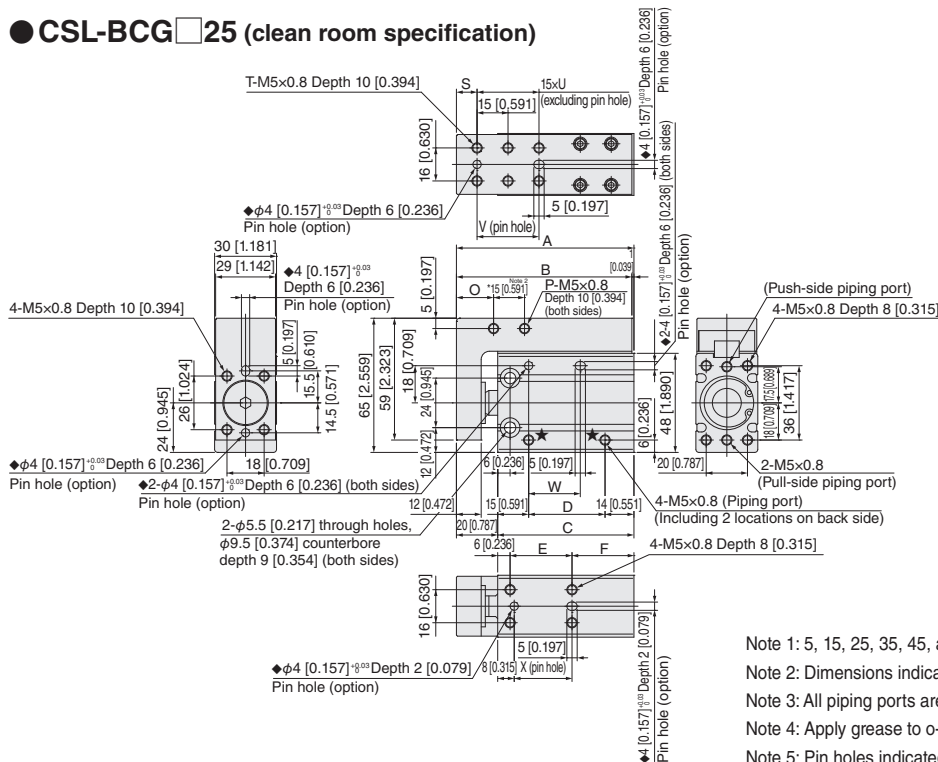 ● CSL-BCG□25 (clean room specification)
T-M5×0.8 Depth 10 [0.394]
S
15×U
(excluding pin hole)
15 [0.591]
16 [0.630]
◆4 [0.157] +0.03 0 Depth 6 [0.236]
Pin hole (option)
◆φ4 [0.157] +0.03 0 Depth 6 [0.236]
Pin hole (option)
5 [0.197]
V (pin hole)
◆2-4 [0.157] +0.03 0 Depth 6 [0.236] (both sides)
Pin hole (option)
30 [1.181]
29 [1.142]
◆4 [0.157] +0.03 0
Depth 6 [0.236]
Pin hole (option)
4-M5×0.8 Depth 10 [0.394]
5 [0.197]
15.5 [0.610]
14.5 [0.571]
26 [1.024]
24 [0.945]
18 [0.709]
◆φ4 [0.157] +0.03 0 Depth 6 [0.236]
Pin hole (option)
◆2-φ4 [0.157] +0.03 0 Depth 6 [0.236] (both sides)
Pin hole (option)
2-φ5.5 [0.217] through holes,
φ9.5 [0.374] counterbore
depth 9 [0.354] (both sides)
A
B
1
[0.039]
O
Note 2
*15 [0.591]
P-M5×0.8
Depth 10 [0.394]
(both sides)
5 [0.197]
65 [2.559]
59 [2.323]
18 [0.709]
24 [0.945]
12 [0.472]
6 [0.236]
48 [1.890]
★
★
6 [0.236]
5 [0.197]
W
12 [0.472]
15 [0.591]
D
14 [0.551]
20 [0.787]
C
4-M5×0.8 (Piping port)
(Including 2 locations on back side)
(Push-side piping port)
4-M5×0.8 Depth 8 [0.315]
17.5 [0.689]
18 [0.709]
36 [1.417]
20 [0.787]
2-M5×0.8
(Pull-side piping port)
6 [0.236]
E
F
4-M5×0.8 Depth 8 [0.315]
16 [0.630]
5 [0.197]
8 [0.315]
X (pin hole)
◆φ4 [0.157] +0.03 0 Depth 2 [0.079]
Pin hole (option)
◆4 [0.157] +0.03 0 Depth 2 [0.079]
Pin hole (option)
Note 1: 5, 15, 25, 35, 45,
Note 2: Dimensions
Note 3: All piping ports
Note 4: Apply grease to
Note 5: Pin holes